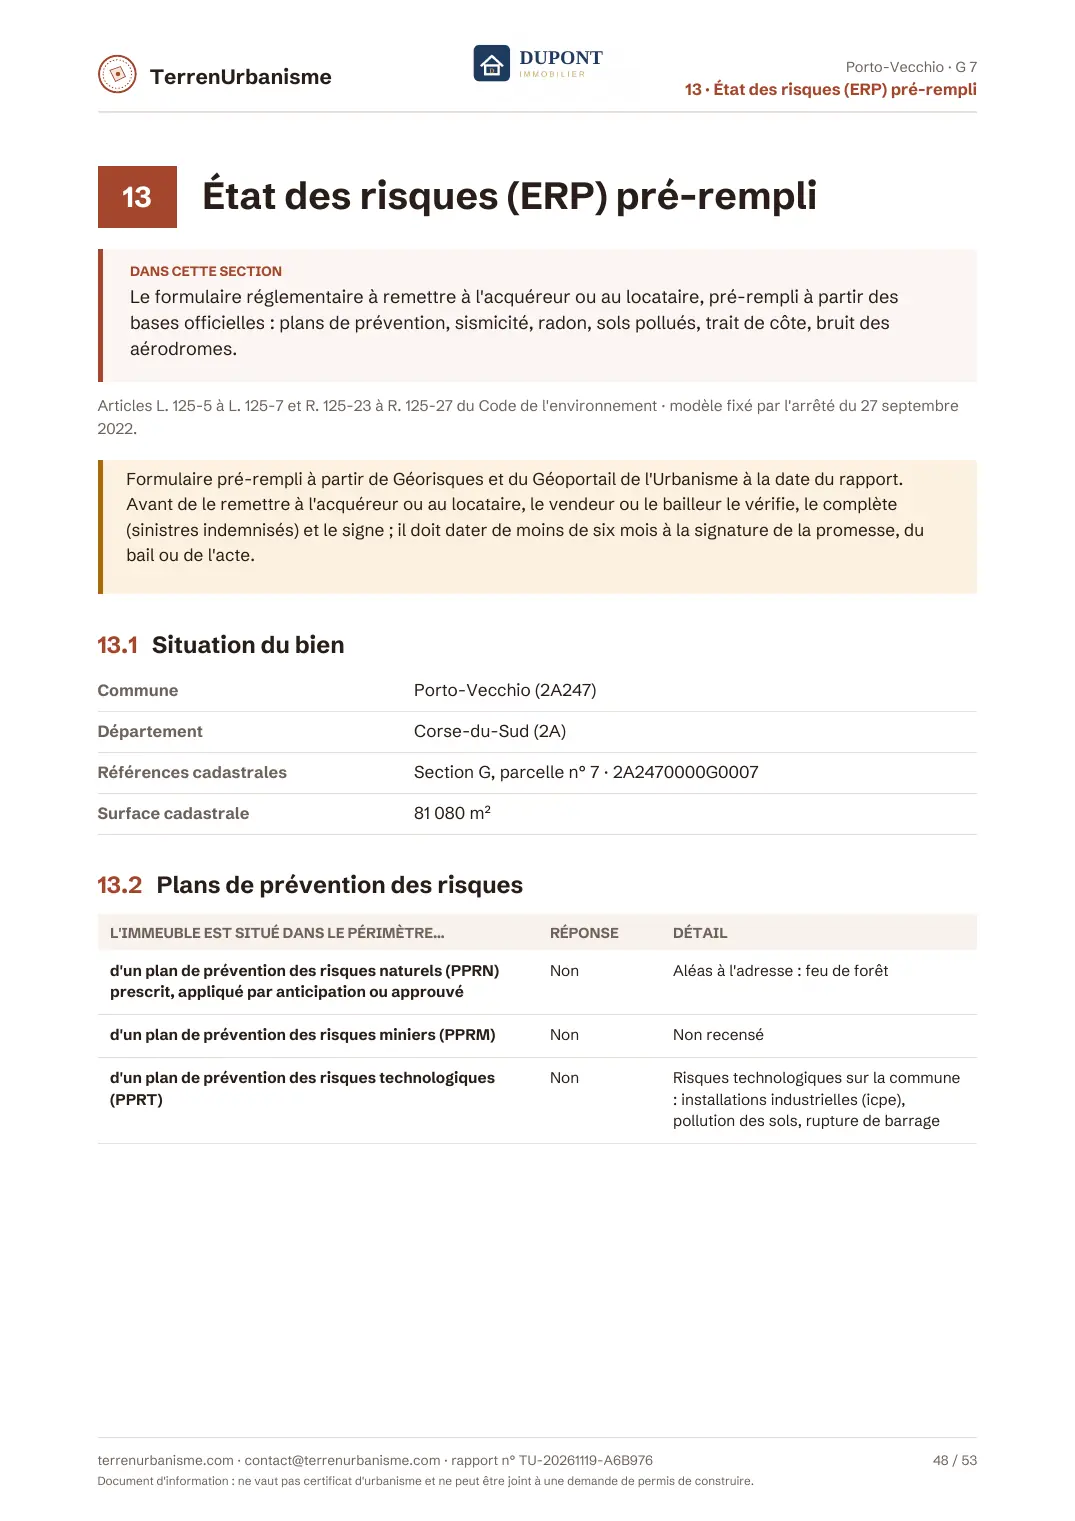 TerrenUrbanisme
DUPONT
IMMOBILIER
Porto-Vecchio · G 7
13 · État des risques (ERP) pré-rempli
13 État des risques (ERP) pré-rempli
DANS CETTE SECTION
Le formulaire réglementaire à remettre à l'acquéreur ou au locataire, pré-rempli à partir des
bases officielles : plans de prévention, sismicité, radon, sols pollués, trait de côte, bruit des
aérodromes.
Articles L. 125-5 à L. 125-7 et R. 125-23 à R. 125-27 du Code de l'environnement · modèle fixé par l'arrêté du 27 septembre
2022.
Formulaire pré-rempli à partir de Géorisques et du Géoportail de l'Urbanisme à la date du rapport.
Avant de le remettre à l'acquéreur ou au locataire, le vendeur ou le bailleur le vérifie, le complète
(sinistres indemnisés) et le signe ; il doit dater de moins de six mois à la signature de la promesse, du
bail ou de l'acte.
13.1 Situation du bien
Commune Porto-Vecchio (2A247)
Département Corse-du-Sud (2A)
Références cadastrales Section G, parcelle n° 7 · 2A2470000G0007
Surface cadastrale 81 080 m²
13.2 Plans de prévention des risques
L'IMMEUBLE EST SITUÉ DANS LE PÉRIMÈTRE… RÉPONSE DÉTAIL
d'un plan de prévention des risques naturels (PPRN) Non Aléas à l'adresse : feu de forêt
prescrit, appliqué par anticipation ou approuvé
d'un plan de prévention des risques miniers (PPRM) Non Non recensé
d'un plan de prévention des risques technologiques Non Risques technologiques sur la commune
(PPRT) : installations industrielles (icpe),
pollution des sols, rupture de barrage
terrenurbanisme.com · contact@terrenurbanisme.com · rapport n° TU-20261119-A6B976 48 / 53
Document d'information : ne vaut pas certificat d'urbanisme et ne peut être joint à une demande de permis de construire.